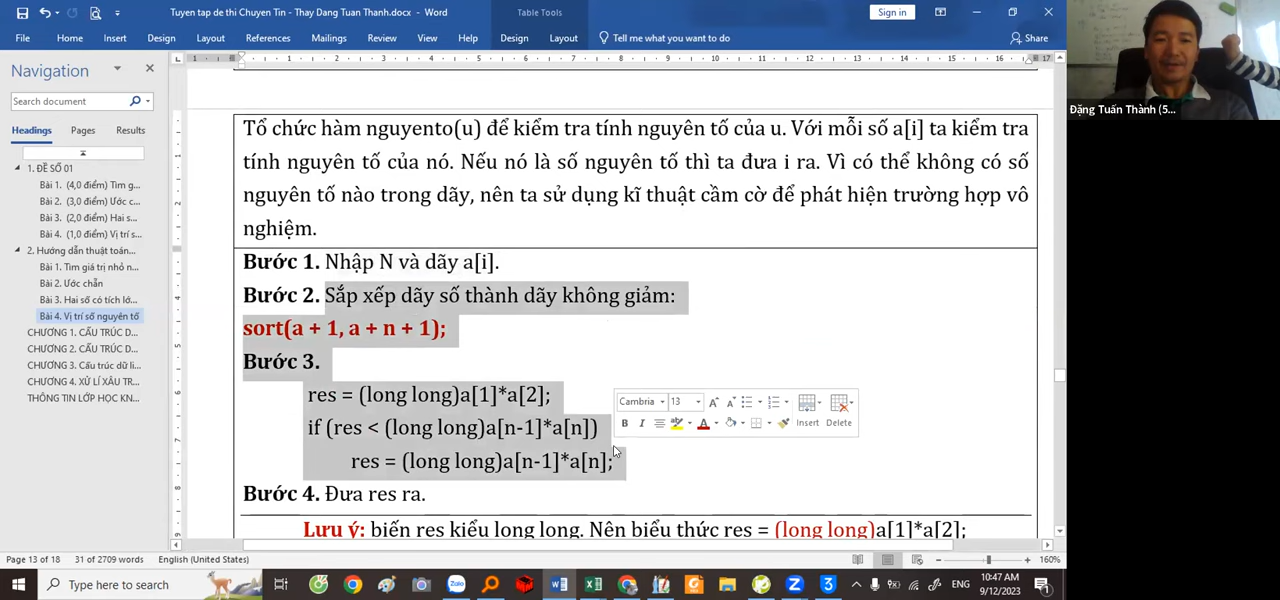 Tuyen tap de thi Chuyen Tin - Thay Dang Tuan Thanh.docx - Word
Table Tools
Sign in
File Home Insert Design Layout References Mailings Review View Help Design Layout Tell me what you want to do Share
Navigation
Search document
Headings Pages Results
1. ĐỀ SỐ 01
Bài 1. (4,0 điểm) Tìm g...
Bài 2. (3,0 điểm) Ước c...
Bài 3. (2,0 điểm) Hai s...
Bài 4. (1,0 điểm) Vị trí s...
2. Hướng dẫn thuật toán...
Bài 1. Tìm giá trị nhỏ n...
Bài 2. Ước chẵn
Bài 3. Hai số có tích lớ...
Bài 4. Vị trí số nguyên tố
CHƯƠNG 1. CẤU TRÚC D...
CHƯƠNG 2. CẤU TRÚC D...
CHƯƠNG 3. Cấu trúc dữ li...
CHƯƠNG 4. XỬ LÍ XÂU TR...
THÔNG TIN LỚP HỌC KN...
Tổ chức hàm nguyento(u) để kiểm tra tính nguyên tố của u. Với mỗi số a[i] ta kiểm tra
tính nguyên tố của nó. Nếu nó là số nguyên tố thì ta đưa i ra. Vì có thể không có số
nguyên tố nào trong dãy, nên ta sử dụng kĩ thuật cầm cờ để phát hiện trường hợp vô
nghiệm.
Bước 1. Nhập N và dãy a[i].
Bước 2. Sắp xếp dãy số thành dãy không giảm:
sort(a + 1, a + n + 1);
Bước 3.
res = (long long)a[1]*a[2];
if (res < (long long)a[n-1]*a[n])
res = (long long)a[n-1]*a[n];
Bước 4. Đưa res ra.
Lưu ý: biến res kiểu long long. Nên biểu thức res = (long long)a[1]*a[2];
Cambria 13
Insert Delete
Đặng Tuấn Thành (5...
Page 13 of 18 31 of 2709 words English (United States)
160%
Type here to search
Zalo
ENG
10:47 AM
9/12/2023